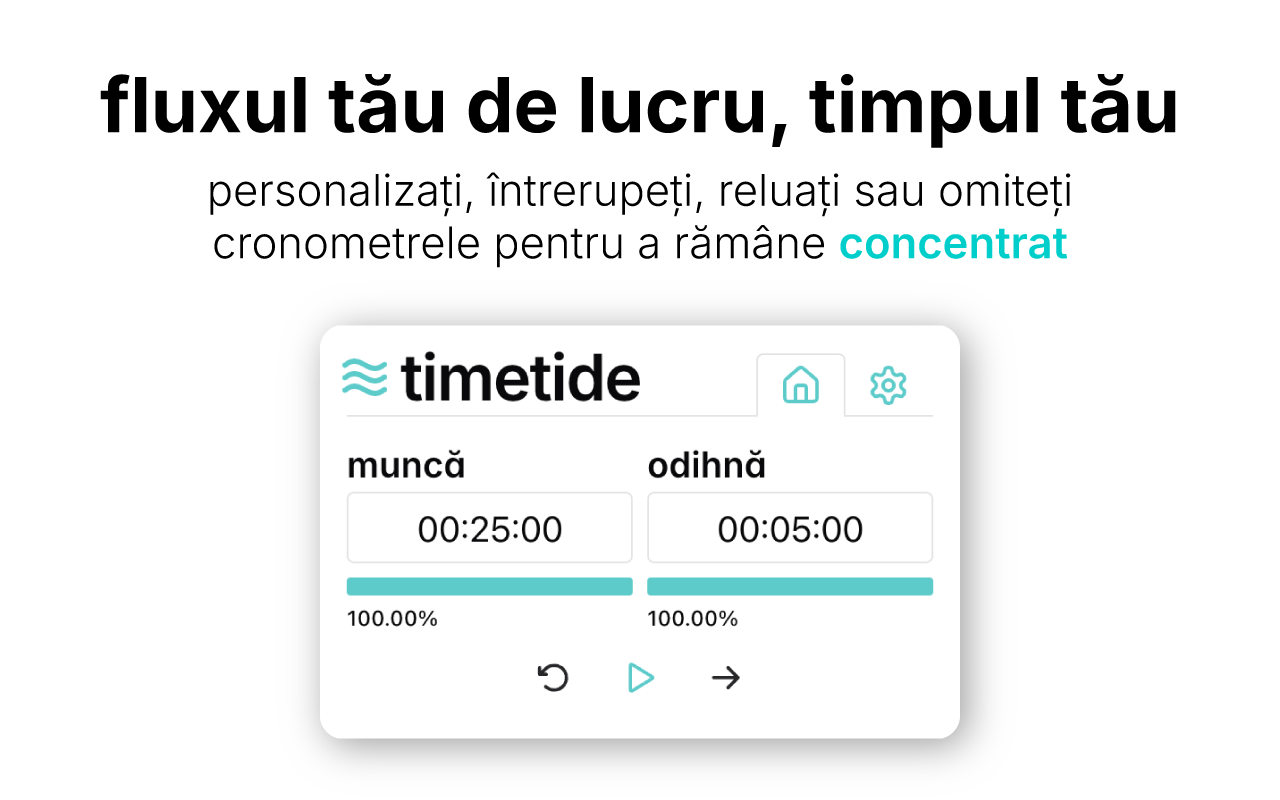 fluxul tău de lucru, timpul tău
personalizați, întrerupeți, reluați sau omiteți
cronometrele pentru a rămâne concentrat
timetide
muncă odihnă
00:25:00 00:05:00
100.00% 100.00%